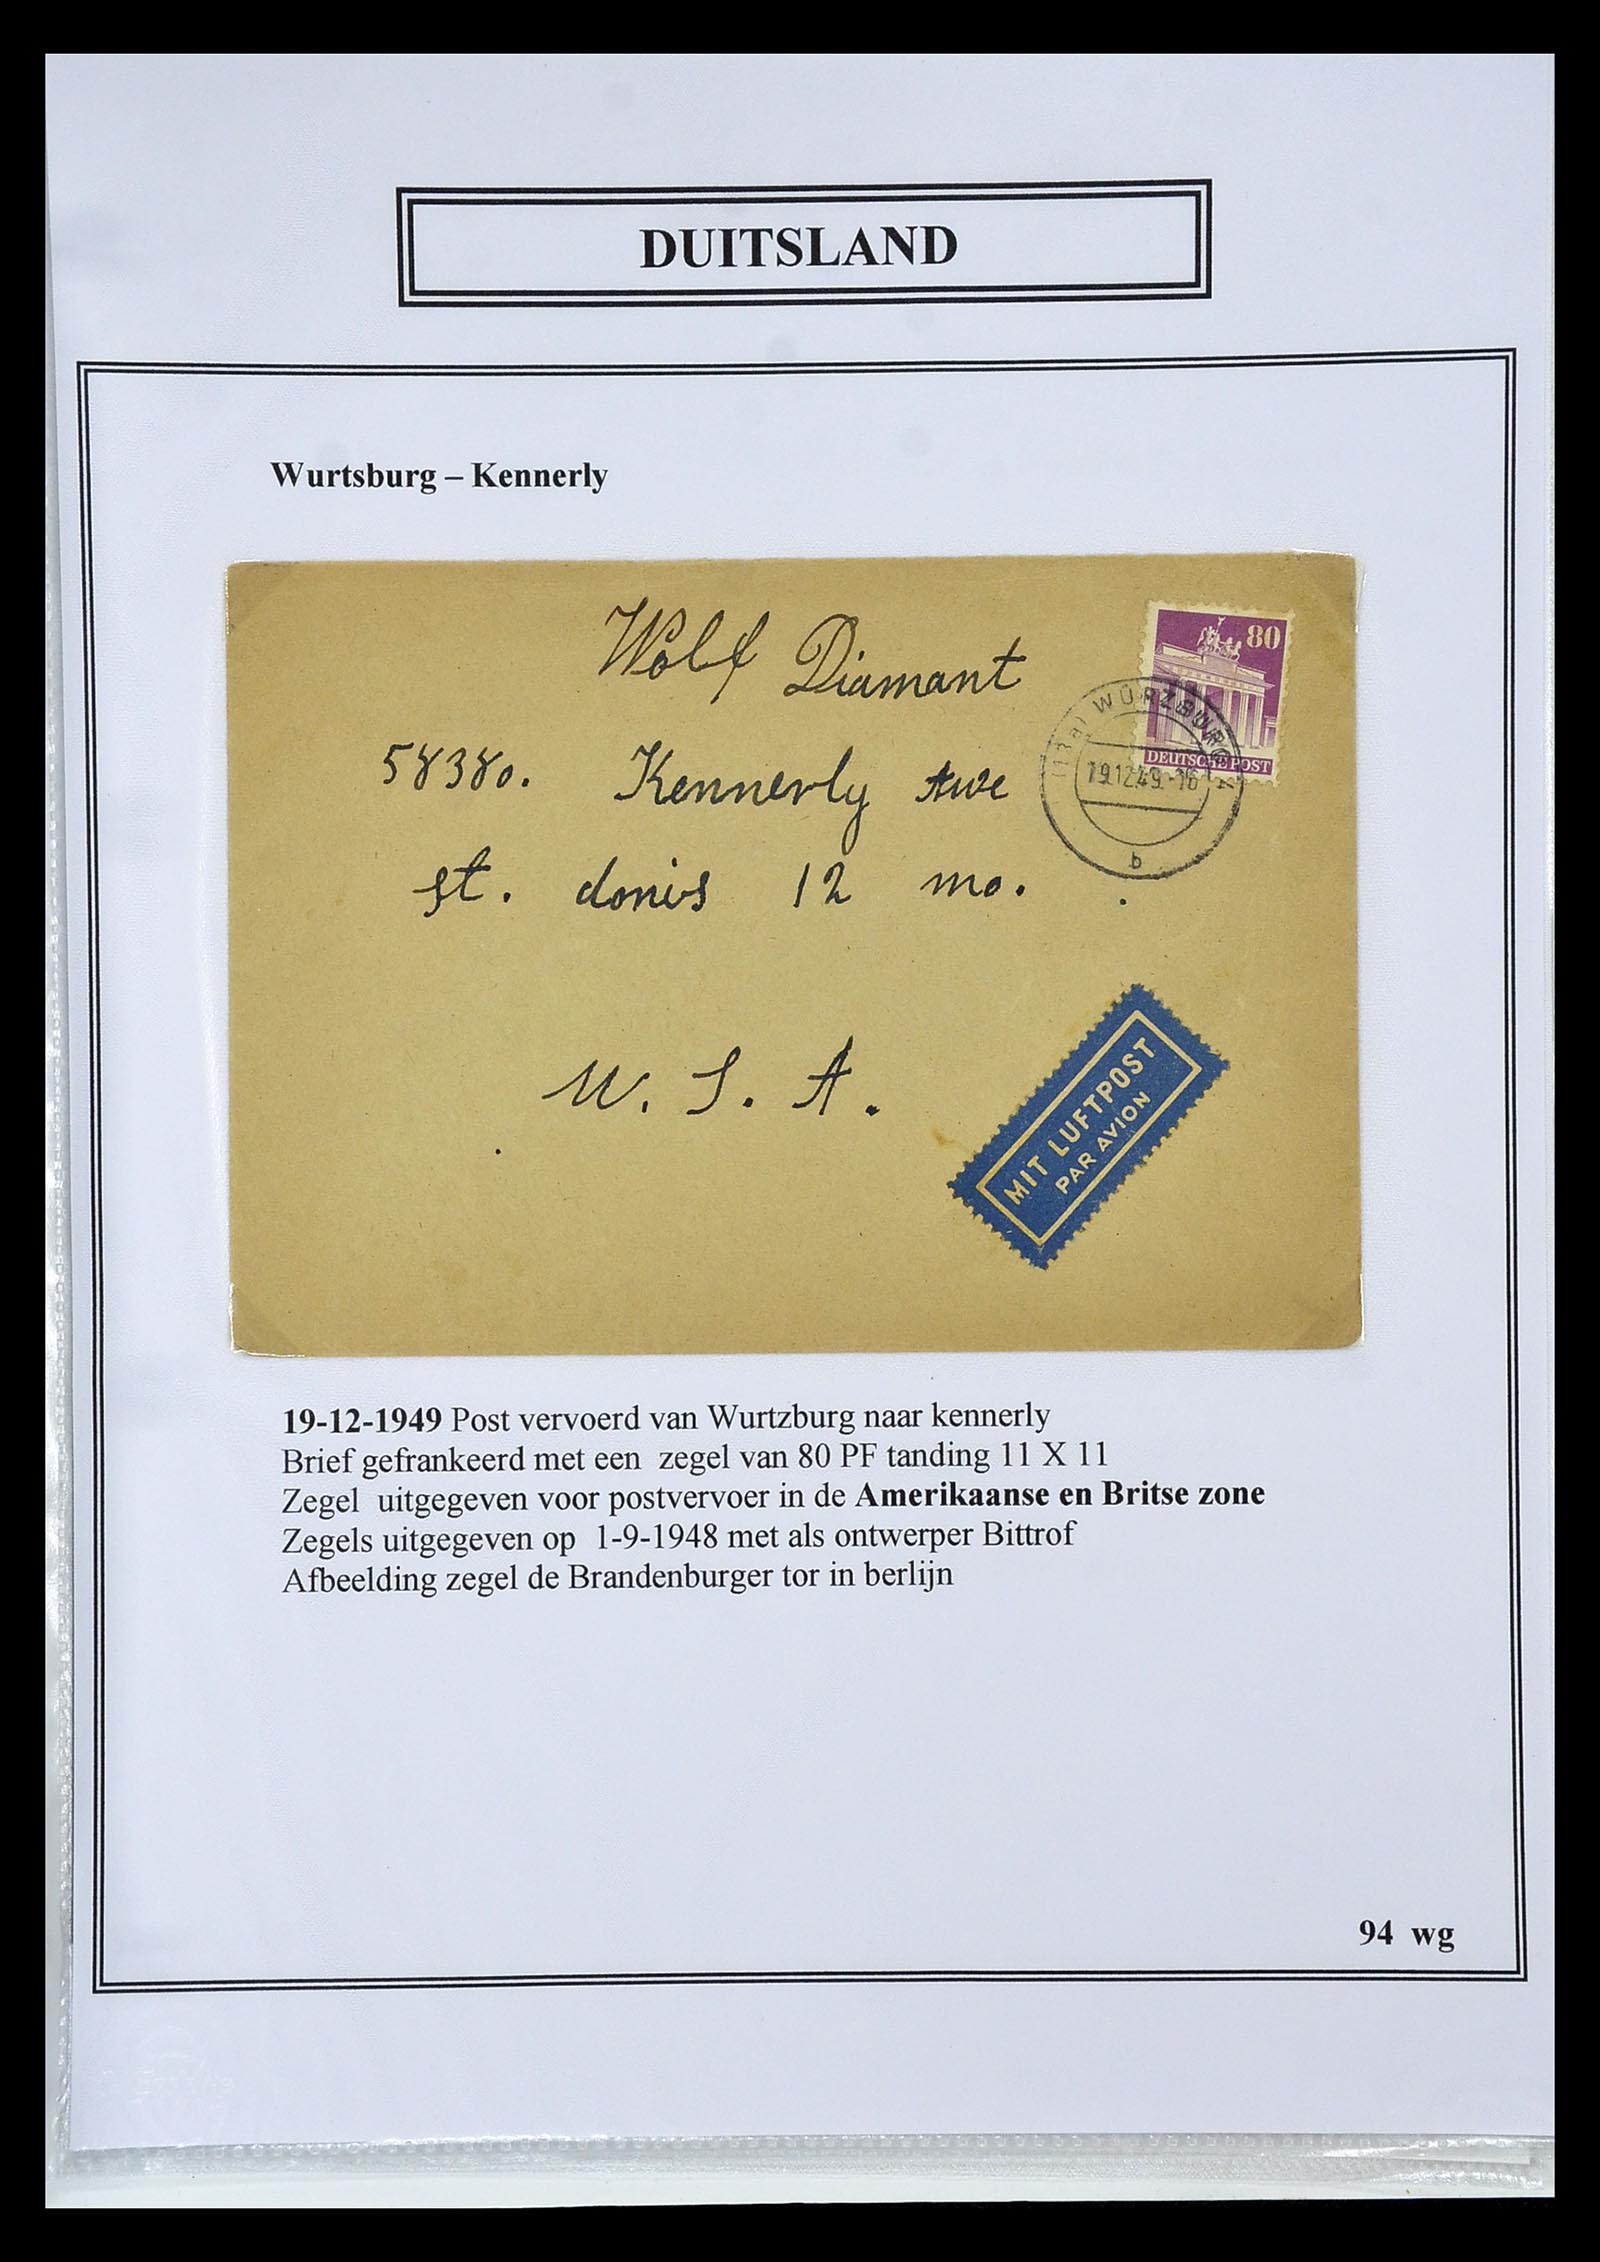 DUITSLAND
Wurtsburg – Kennerly
Wolf Diamant
80
WÜRZBURG
DEUTSCHE POST
19.12.49.-16
b
58380. Kennerly Awe
st. donis 12 mo.
U. S. A.
MIT LUFTPOST
PAR AVION
19-12-1949 Post vervoerd van Wurtzburg naar kennerly
Brief gefrankeerd met een zegel van 80 PF tanding 11 X 11
Zegel uitgegeven voor postvervoer in de Amerikaanse en Britse zone
Zegels uitgegeven op 1-9-1948 met als ontwerper Bittrof
Afbeelding zegel de Brandenburger tor in berlijn
94 wg